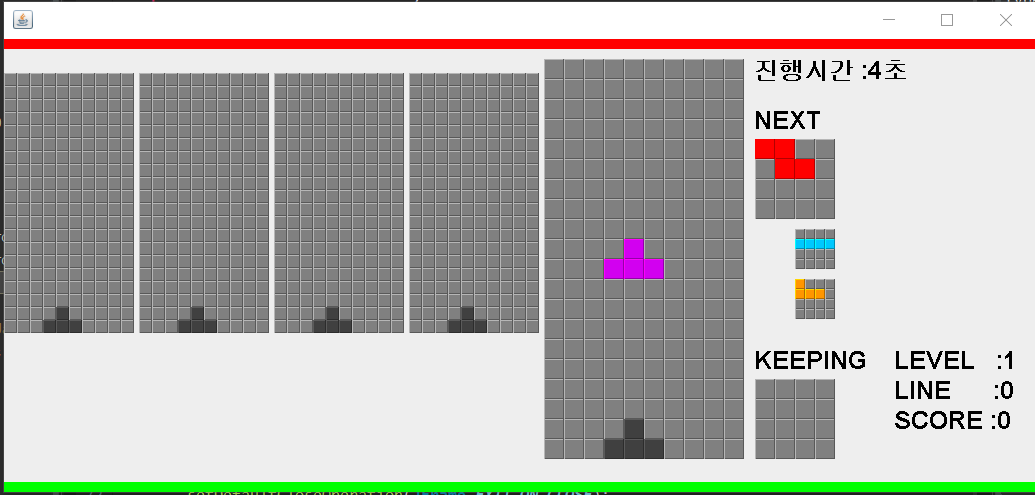 진행시간 :4초
NEXT
KEEPING
LEVEL :1
LINE :0
SCORE :0